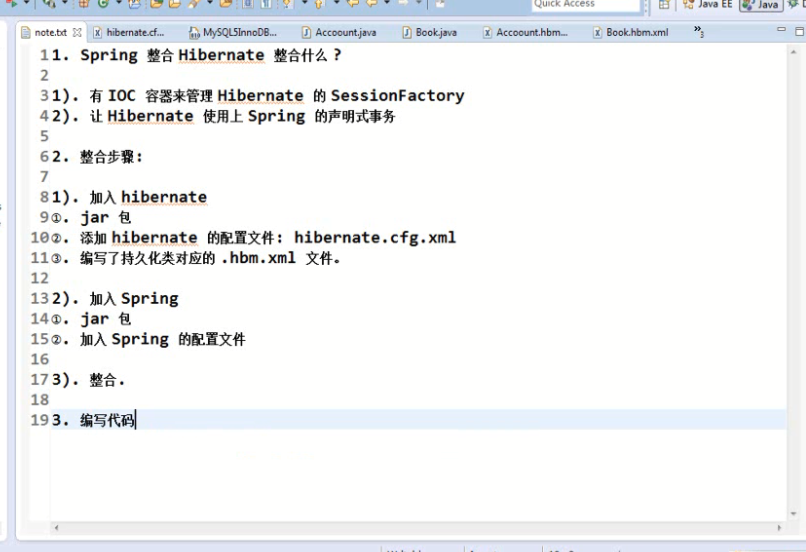 Quick Access
Java EE
Java
note.txt
hibernate.cf...
MySQL5InnoDB...
Accoount.java
Book.java
Accoount.hbm...
Book.hbm.xml
»3
1 1. Spring 整合 Hibernate 整合什么 ?
2
3 1). 有 IOC 容器来管理 Hibernate 的 SessionFactory
4 2). 让 Hibernate 使用上 Spring 的声明式事务
5
6 2. 整合步骤:
7
8 1). 加入 hibernate
9 ①. jar 包
10 ②. 添加 hibernate 的配置文件: hibernate.cfg.xml
11 ③. 编写了持久化类对应的 .hbm.xml 文件。
12
13 2). 加入 Spring
14 ①. jar 包
15 ②. 加入 Spring 的配置文件
16
17 3). 整合.
18
19 3. 编写代码